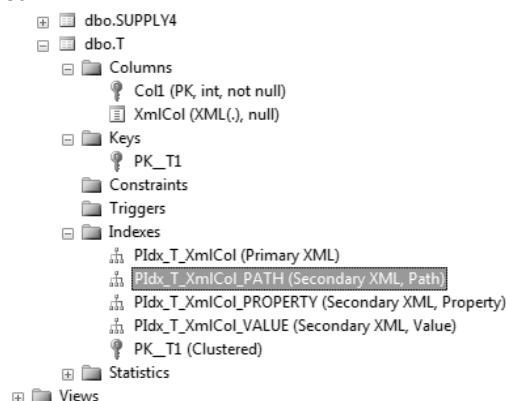 dbo.SUPPLY4
dbo.T
Columns
Col1 (PK, int, not null)
XmlCol (XML(.), null)
Keys
PK__T1
Constraints
Triggers
Indexes
PIdx_T_XmlCol (Primary XML)
PIdx_T_XmlCol_PATH (Secondary XML, Path)
PIdx_T_XmlCol_PROPERTY (Secondary XML, Property)
PIdx_T_XmlCol_VALUE (Secondary XML, Value)
PK__T1 (Clustered)
Statistics
Views